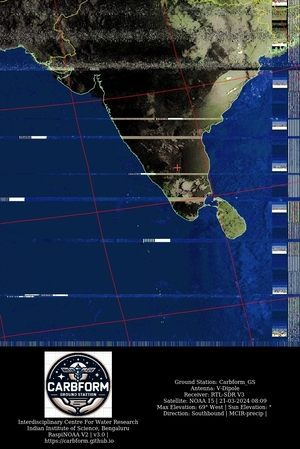 CARBFORM
GROUND STATION
Interdisciplinary Centre For Water Research
Indian Institute of Science, Bengaluru
RaspiNOAA V2 | v3.0 |
https://carbform.github.io
Ground Station: Carbform_GS
Antenna: V-Dipole
Receiver: RTL-SDR V3
Satellite: NOAA 15 | 21-03-2024 08:09
Max Elevation: 69° West | Sun Elevation: °
Direction: Southbound | MCIR-precip |